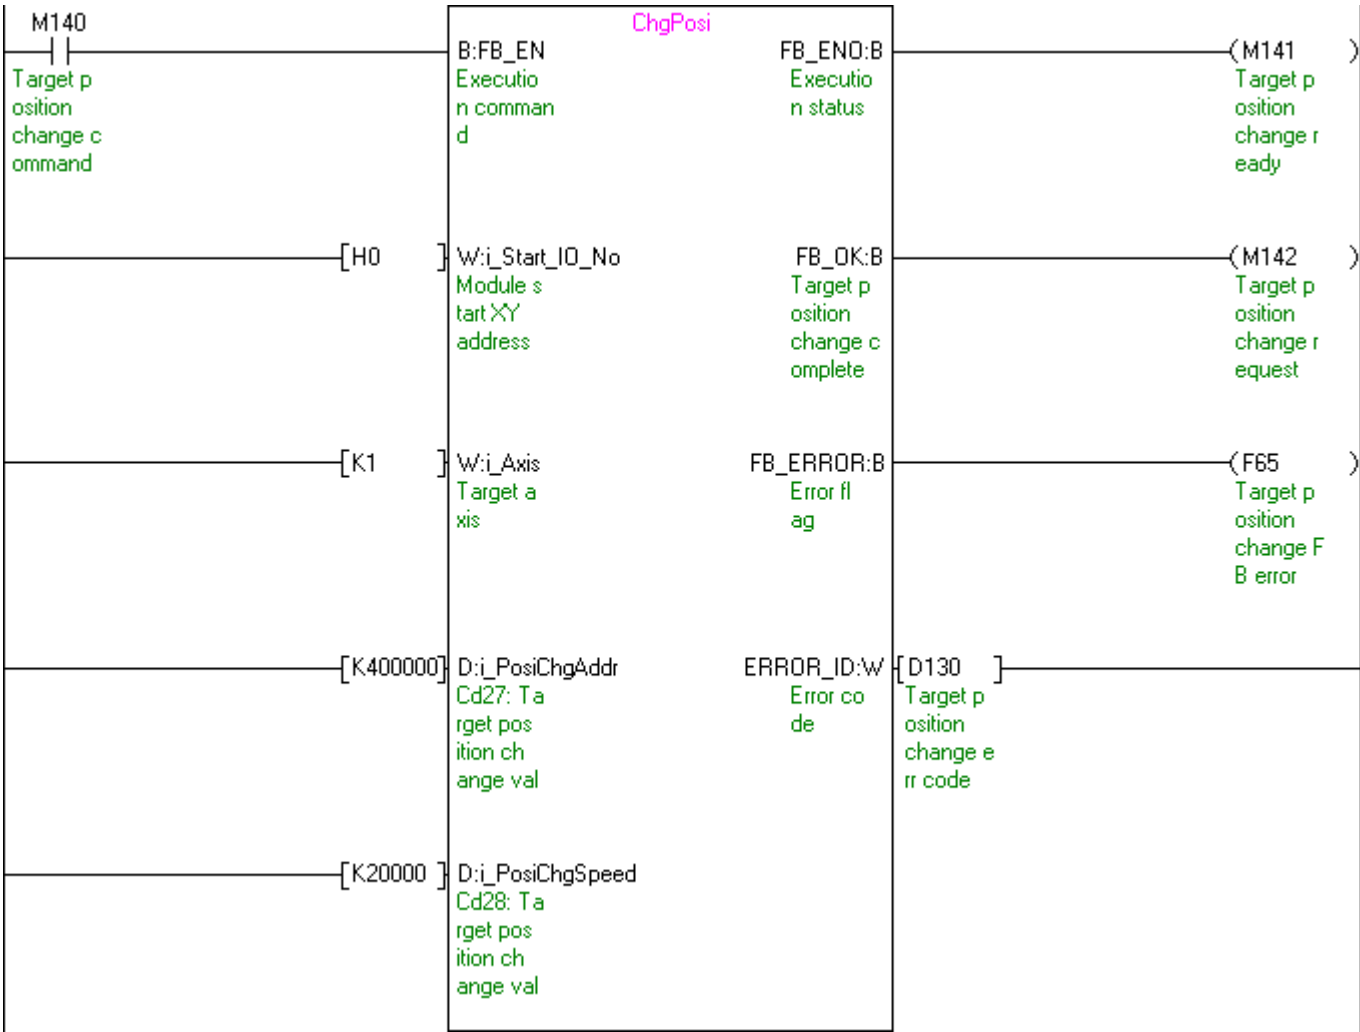 M140
Target p
osition
change c
ommand
ChgPosi
B:FB_EN
Executio
n comman
d
FB_ENO:B
Executio
n status
(M141 )
Target p
osition
change r
eady
[H0 ]
W:i_Start_IO_No
Module s
tart XY
address
FB_OK:B
Target p
osition
change c
omplete
(M142 )
Target p
osition
change r
equest
[K1 ]
W:i_Axis
Target a
xis
FB_ERROR:B
Error fl
ag
(F65 )
Target p
osition
change F
B error
[K400000]
D:i_PosiChgAddr
Cd27: Ta
rget pos
ition ch
ange val
ERROR_ID:W
Error co
de
[D130 ]
Target p
osition
change e
rr code
[K20000 ]
D:i_PosiChgSpeed
Cd28: Ta
rget pos
ition ch
ange val